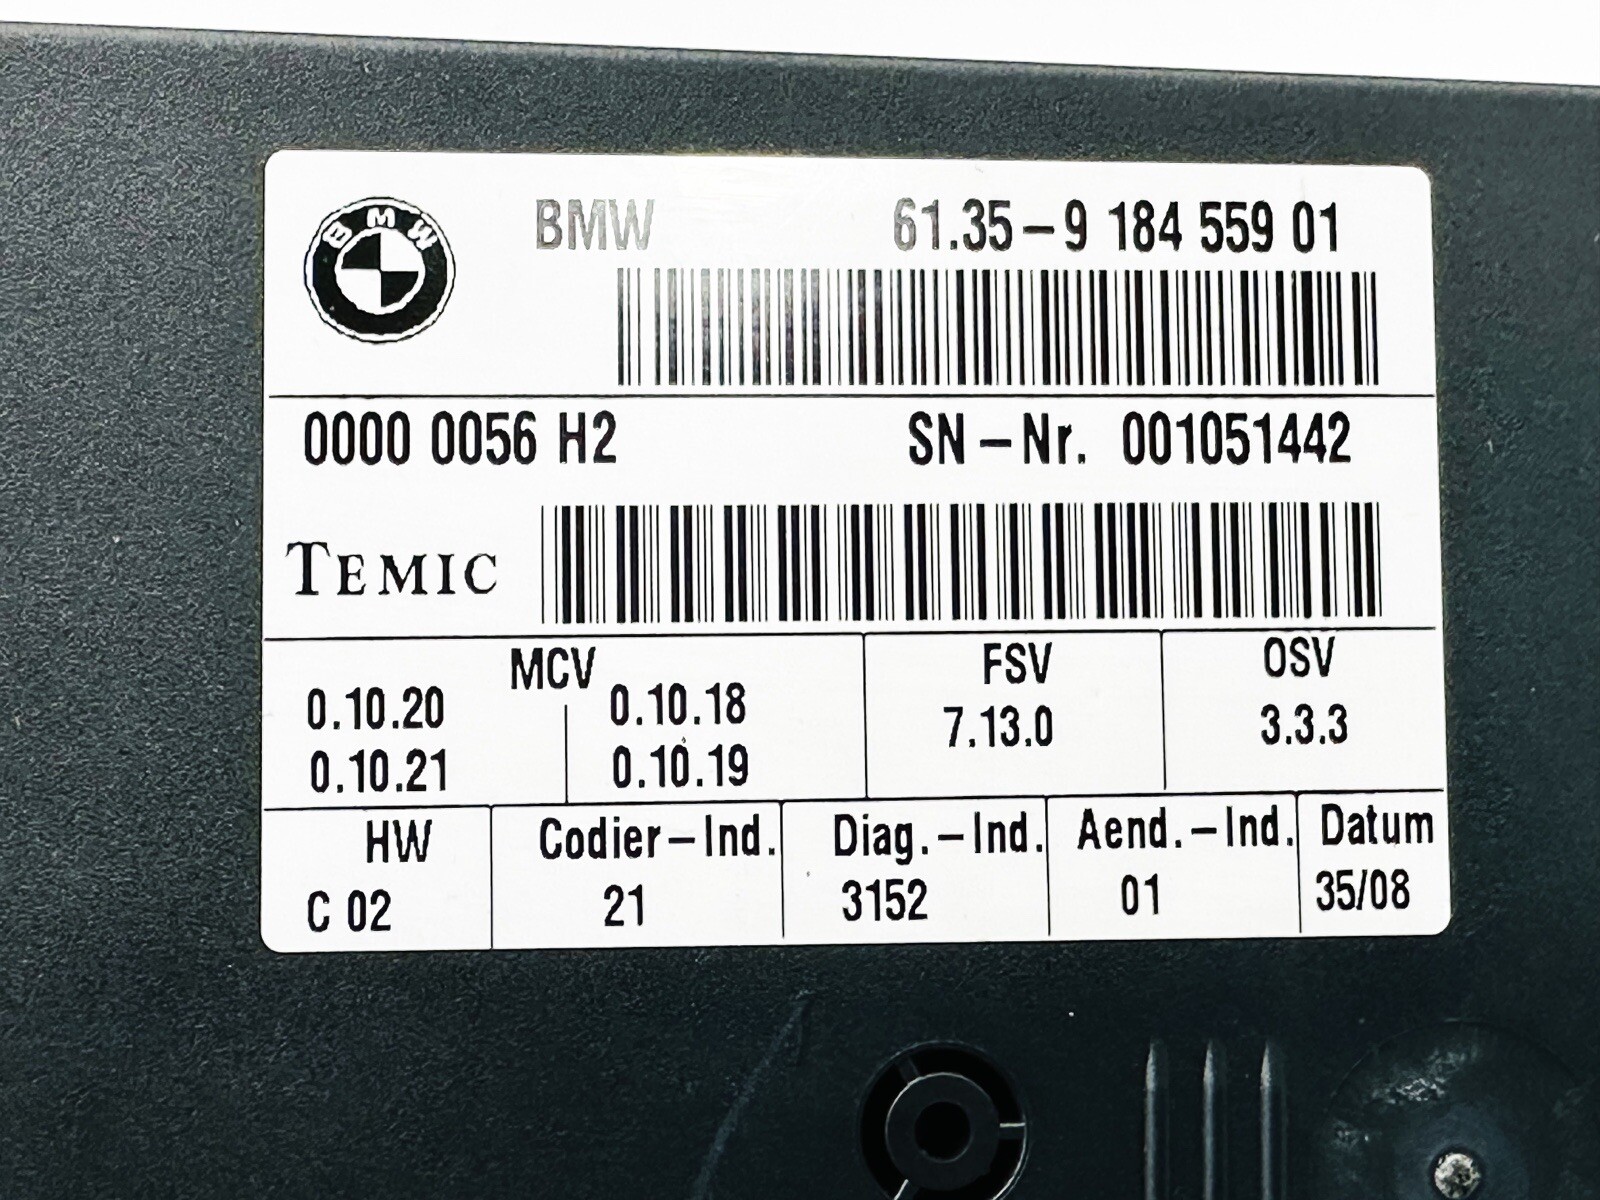 BMW
BMW 61.35-9 184 559 01
0000 0056 H2 SN-Nr. 001051442
TEMIC
MCV FSV OSV
0.10.20 0.10.18 7.13.0 3.3.3
0.10.21 0.10.19
HW Codier-Ind. Diag.-Ind. Aend.-Ind. Datum
C 02 21 3152 01 35/08